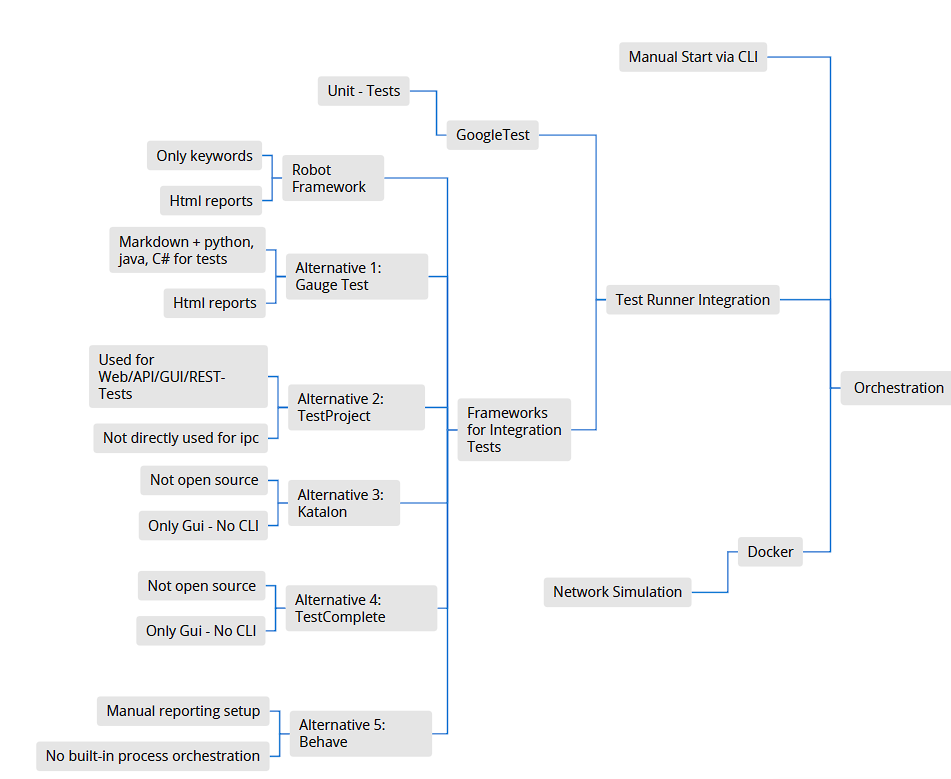 Manual Start via CLI
Unit - Tests
GoogleTest
Only keywords
Robot
Framework
Html reports
Markdown + python,
java, C# for tests
Alternative 1:
Gauge Test
Html reports
Test Runner Integration
Used for
Web/API/GUI/REST-
Tests
Alternative 2:
TestProject
Not directly used for ipc
Frameworks
for Integration
Tests
Orchestration
Not open source
Alternative 3:
Katalon
Only Gui - No CLI
Docker
Network Simulation
Not open source
Alternative 4:
TestComplete
Only Gui - No CLI
Manual reporting setup
Alternative 5:
Behave
No built-in process orchestration